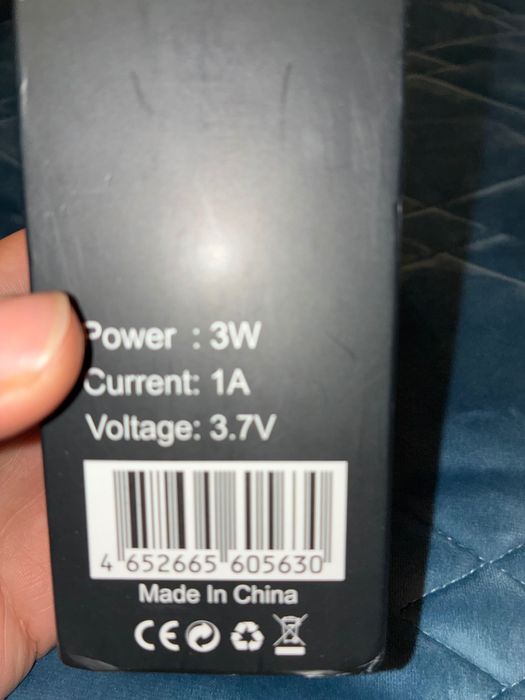 Power : 3W
Current: 1A
Voltage: 3.7V
4 652665 605630
Made In China
CE